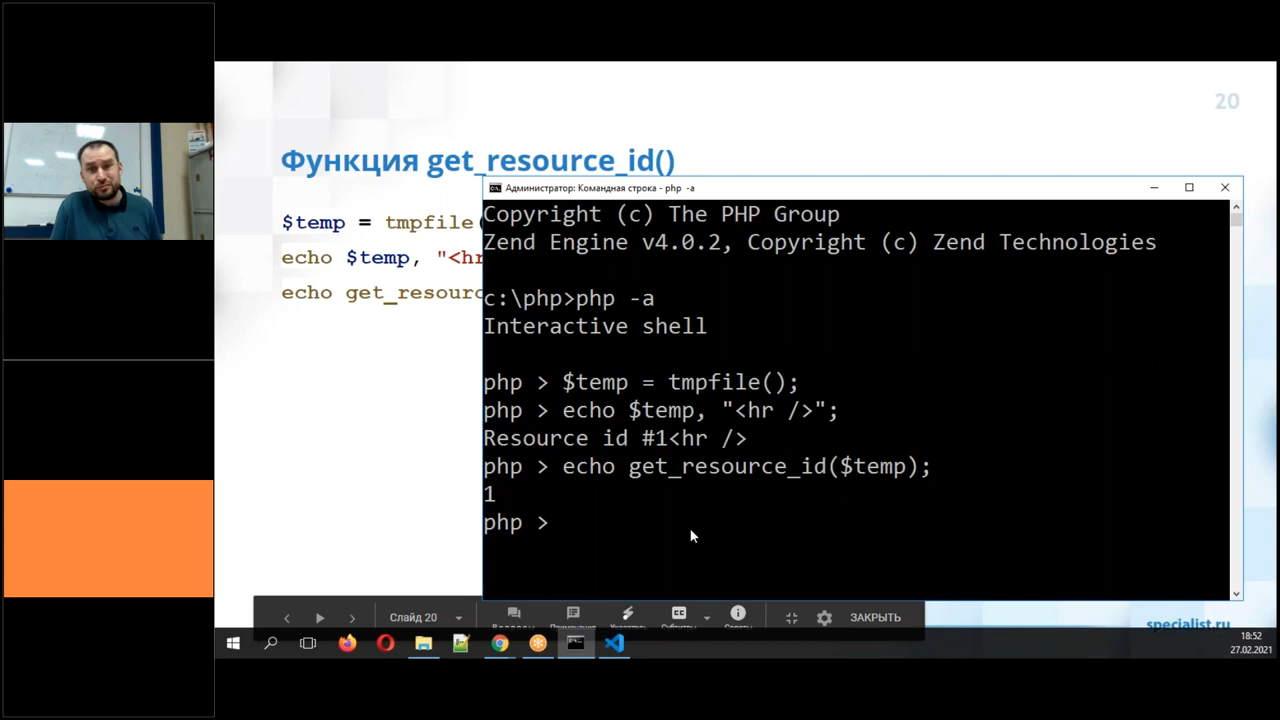 20
Функция get_resource_id()
$temp = tmpfile(
echo $temp, "<hr
echo get_resourc
Администратор: Командная строка - php -a
Copyright (c) The PHP Group
Zend Engine v4.0.2, Copyright (c) Zend Technologies
c:\php>php -a
Interactive shell
php > $temp = tmpfile();
php > echo $temp, "<hr />";
Resource id #1<hr />
php > echo get_resource_id($temp);
1
php >
Слайд 20
ЗАКРЫТЬ
specialist.ru
18:52
27.02.2021